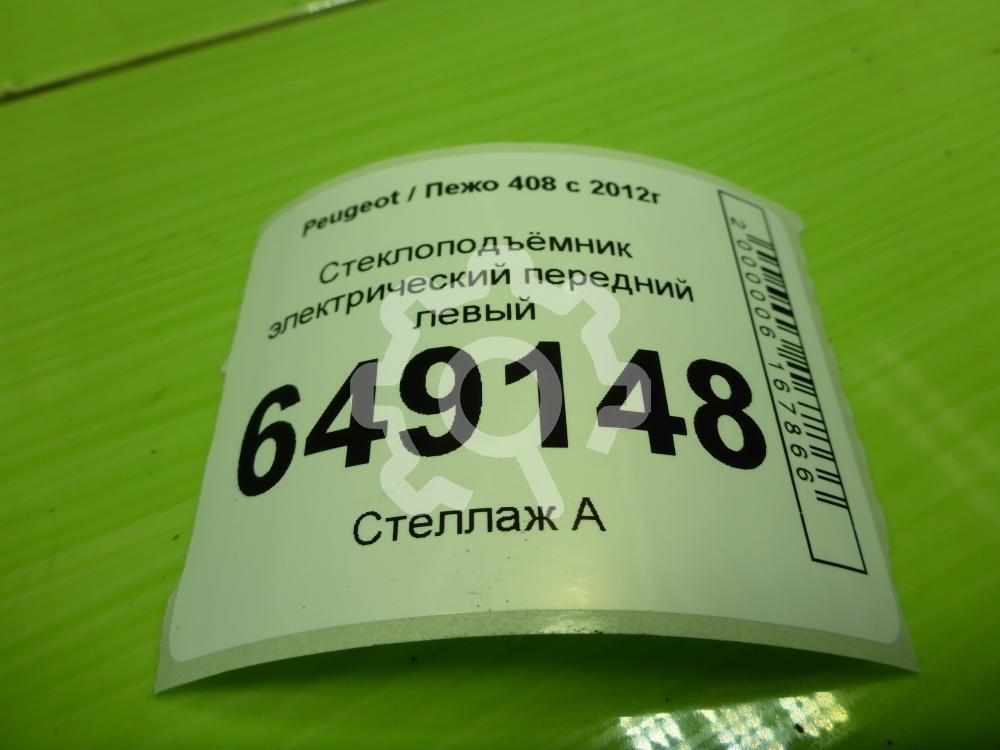 Peugeot / Пежо 408 с 2012г
Стеклоподъёмник
электрический передний
левый
649148
Стеллаж А
2000006167866